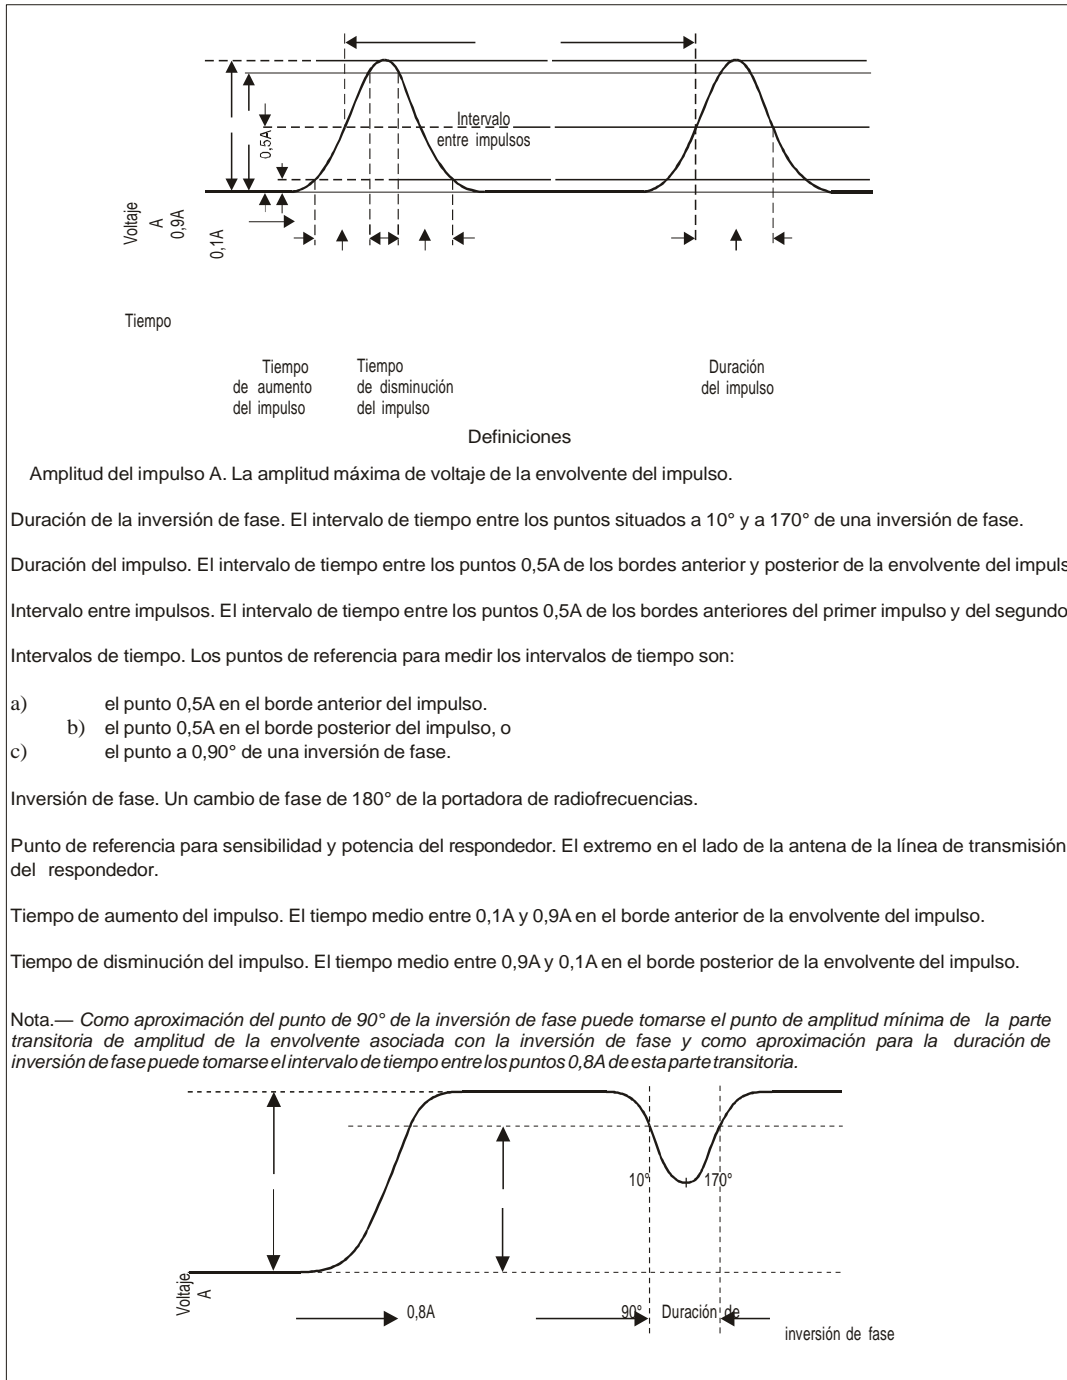 Intervalo
entre impulsos
0,5A
Voltaje
A
0,9A
0,1A
Tiempo
Tiempo
de aumento
del impulso
Tiempo
de disminución
del impulso
Duración
del impulso
Definiciones
Amplitud del impulso A. La amplitud máxima de voltaje de la envolvente del impulso.
Duración de la inversión de fase. El intervalo de tiempo entre los puntos situados a 10° y a 170° de una inversión de fase.
Duración del impulso. El intervalo de tiempo entre los puntos 0,5A de los bordes anterior y posterior de la envolvente del impuls
Intervalo entre impulsos. El intervalo de tiempo entre los puntos 0,5A de los bordes anteriores del primer impulso y del segundo
Intervalos de tiempo. Los puntos de referencia para medir los intervalos de tiempo son:
a) el punto 0,5A en el borde anterior del impulso.
b) el punto 0,5A en el borde posterior del impulso, o
c) el punto a 0,90° de una inversión de fase.
Inversión de fase. Un cambio de fase de 180° de la portadora de radiofrecuencias.
Punto de referencia para sensibilidad y potencia del respondedor. El extremo en el lado de la antena de la línea de transmisión
del respondedor.
Tiempo de aumento del impulso. El tiempo medio entre 0,1A y 0,9A en el borde anterior de la envolvente del impulso.
Tiempo de disminución del impulso. El tiempo medio entre 0,9A y 0,1A en el borde posterior de la envolvente del impulso.
Nota.— Como aproximación del punto de 90° de la inversión de fase puede tomarse el punto de amplitud mínima de la parte
transitoria de amplitud de la envolvente asociada con la inversión de fase y como aproximación para la duración de
inversión de fase puede tomarse el intervalo de tiempo entre los puntos 0,8A de esta parte transitoria.
10°
170°
Voltaje
A
0,8A
90°
Duración de
inversión de fase